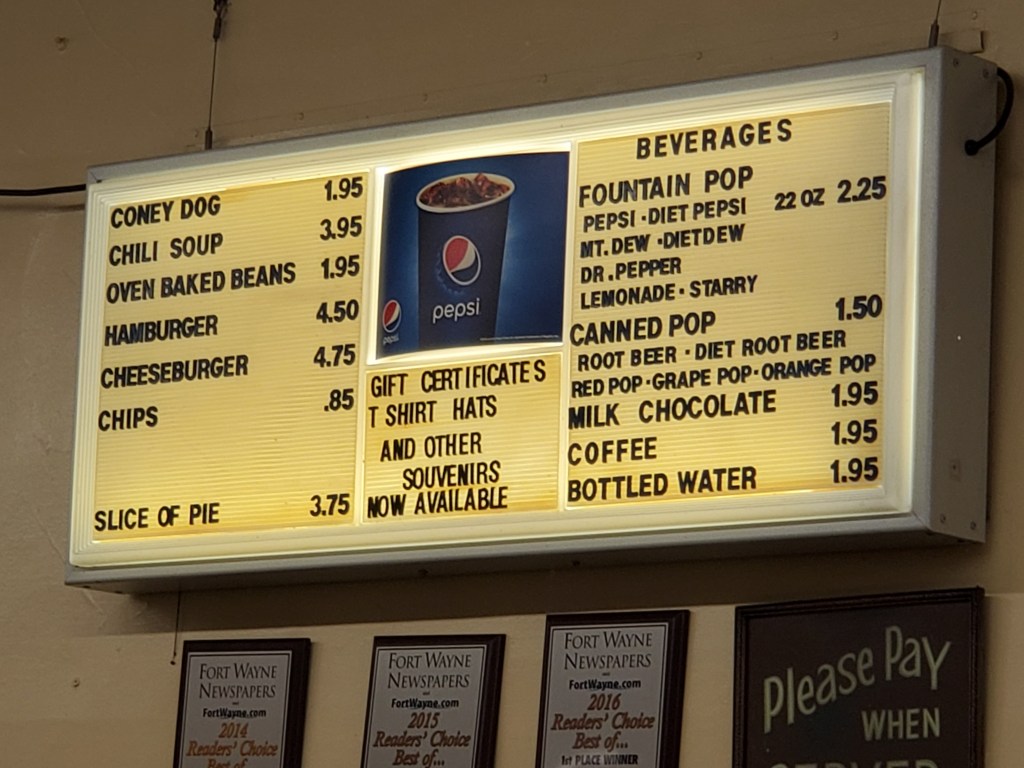 CONEY DOG 1.95
CHILI SOUP 3.95
OVEN BAKED BEANS 1.95
HAMBURGER 4.50
CHEESEBURGER 4.75
CHIPS .85
SLICE OF PIE 3.75
pepsi
pepsi
GIFT CERTIFICATES
T SHIRT HATS
AND OTHER
SOUVENIRS
NOW AVAILABLE
BEVERAGES
FOUNTAIN POP
PEPSI · DIET PEPSI 22 OZ 2.25
MT. DEW · DIET DEW
DR. PEPPER
LEMONADE · STARRY
CANNED POP 1.50
ROOT BEER · DIET ROOT BEER
RED POP · GRAPE POP · ORANGE POP
MILK CHOCOLATE 1.95
COFFEE 1.95
BOTTLED WATER 1.95
FORT WAYNE
NEWSPAPERS
FortWayne.com
2014
Readers' Choice
Best of...
FORT WAYNE
NEWSPAPERS
FortWayne.com
2015
Readers' Choice
Best of...
FORT WAYNE
NEWSPAPERS
FortWayne.com
2016
Readers' Choice
Best of...
1st PLACE WINNER
Please Pay
WHEN
SERVED